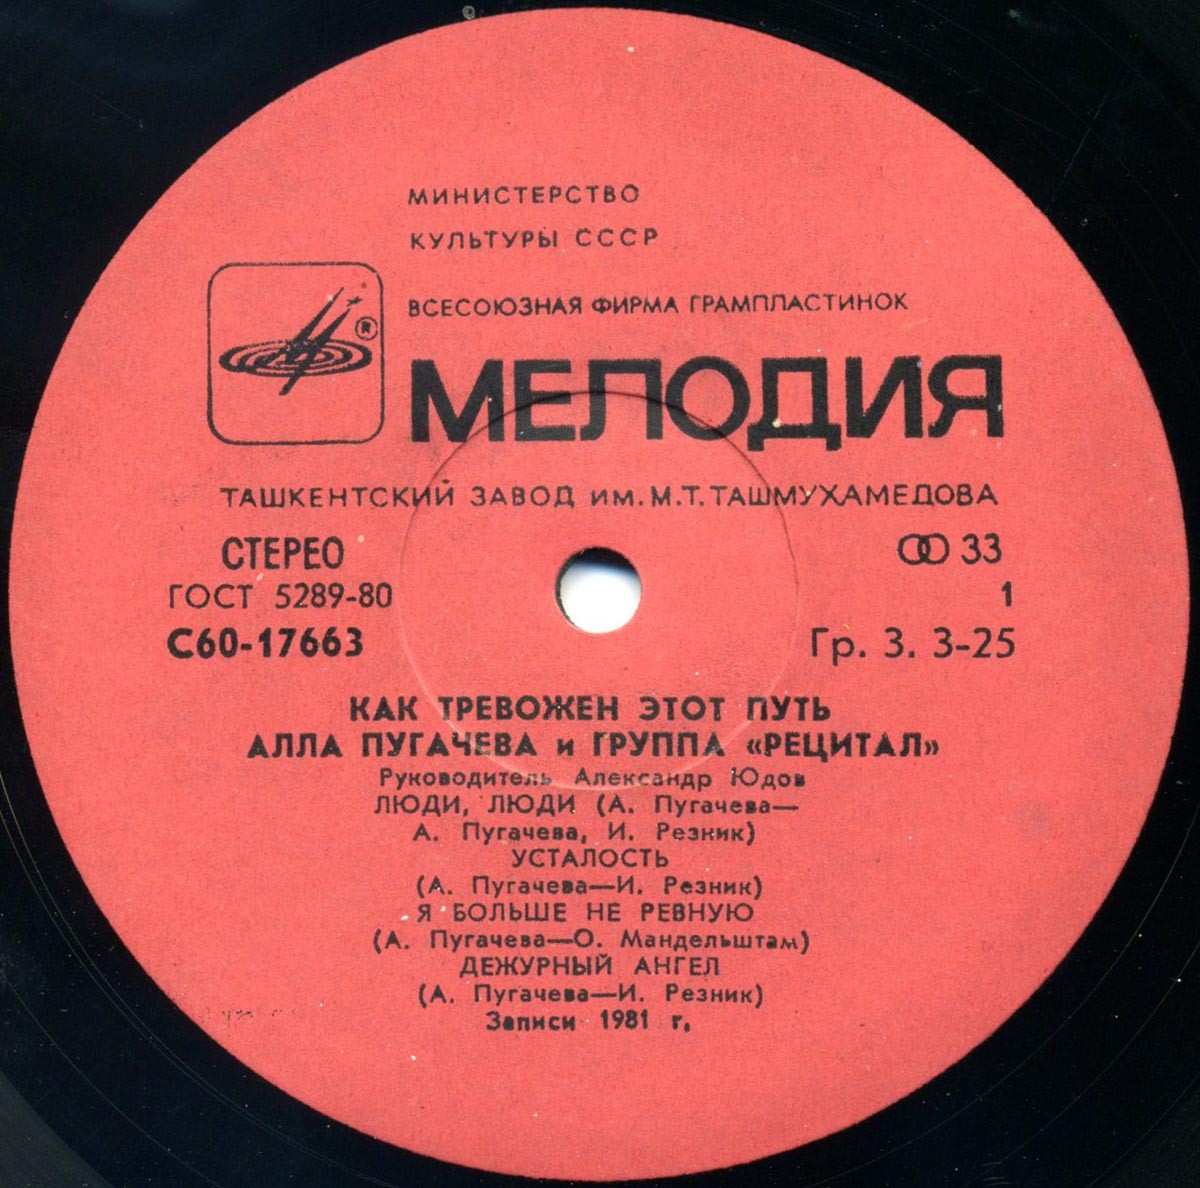 МИНИСТЕРСТВО
КУЛЬТУРЫ СССР
ВСЕСОЮЗНАЯ ФИРМА ГРАМПЛАСТИНОК
®
МЕЛОДИЯ
ТАШКЕНТСКИЙ ЗАВОД ИМ. М.Т. ТАШМУХАМЕДОВА
СТЕРЕО
33
ГОСТ 5289-80
1
С60-17663
Гр. 3. 3-25
КАК ТРЕВОЖЕН ЭТОТ ПУТЬ
АЛЛА ПУГАЧЕВА и ГРУППА «РЕЦИТАЛ»
Руководитель Александр Юдов
ЛЮДИ, ЛЮДИ (А. Пугачева—
А. Пугачева, И. Резник)
УСТАЛОСТЬ
(А. Пугачева—И. Резник)
Я БОЛЬШЕ НЕ РЕВНУЮ
(А. Пугачева—О. Мандельштам)
ДЕЖУРНЫЙ АНГЕЛ
(А. Пугачева—И. Резник)
Записи 1981 г.